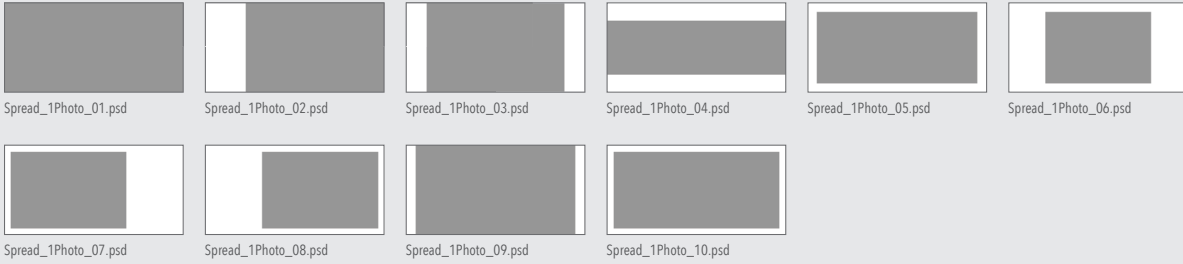 Spread_1Photo_01.psd
Spread_1Photo_02.psd
Spread_1Photo_03.psd
Spread_1Photo_04.psd
Spread_1Photo_05.psd
Spread_1Photo_06.psd
Spread_1Photo_07.psd
Spread_1Photo_08.psd
Spread_1Photo_09.psd
Spread_1Photo_10.psd